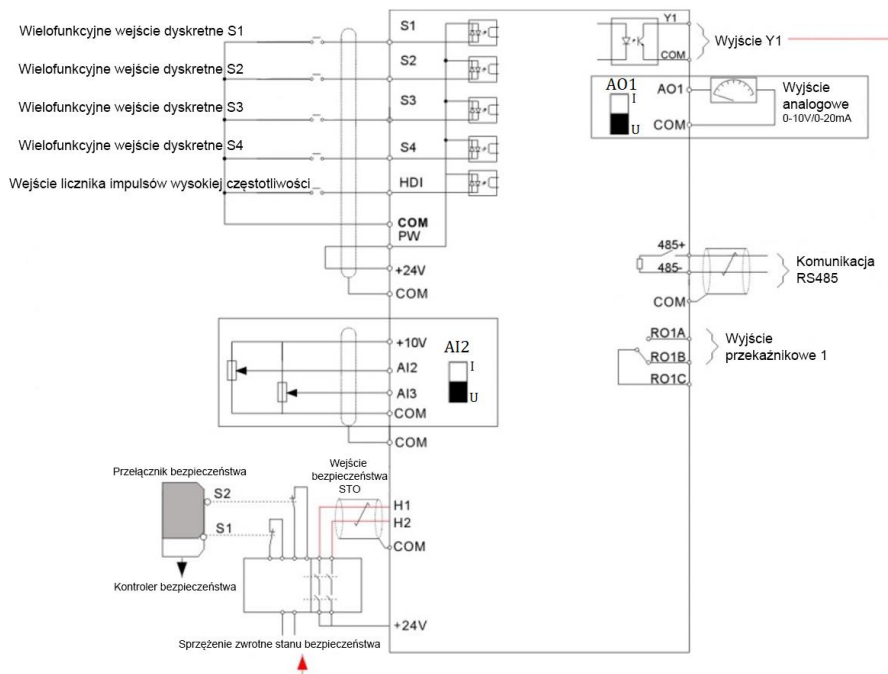 Wielofunkcyjne wejście dyskretne S1
S1
Wielofunkcyjne wejście dyskretne S2
S2
Wielofunkcyjne wejście dyskretne S3
S3
Wielofunkcyjne wejście dyskretne S4
S4
Wejście licznika impulsów wysokiej częstotliwości
HDI
COM
PW
+24V
COM
+10V
AI2
AI3
COM
AI2
I
U
COM
Przełącznik bezpieczeństwa
S2
S1
Kontroler bezpieczeństwa
Wejście
bezpieczeństwa
STO
H1
H2
COM
+24V
Sprzężenie zwrotne stanu bezpieczeństwa
Y1
COM
Wyjście Y1
AO1
I
U
AO1
COM
Wyjście
analogowe
0-10V/0-20mA
485+
485-
COM
Komunikacja
RS485
RO1A
RO1B
RO1C
Wyjście
przekaźnikowe 1